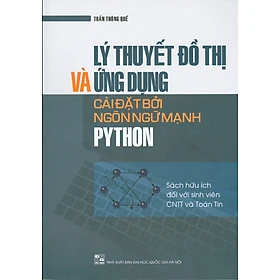 TRẦN THÔNG QUẾ
LÝ THUYẾT ĐỒ THỊ
VÀ ỨNG DỤNG
CÀI ĐẶT BỞI
NGÔN NGỮ MẠNH
PYTHON
Sách hữu ích
đối với sinh viên
CNTT và Toán Tin
NHÀ XUẤT BẢN ĐẠI HỌC QUỐC GIA HÀ NỘI